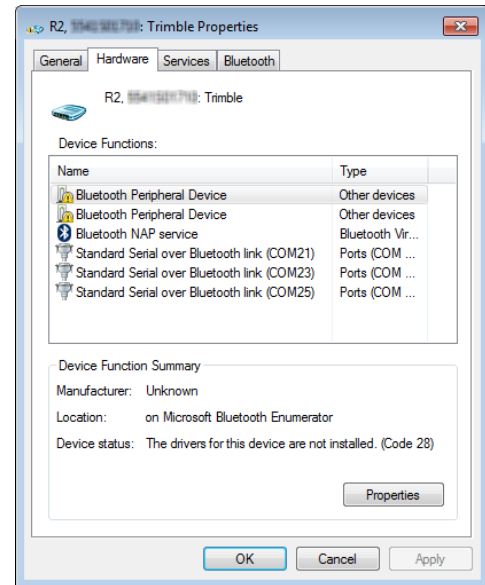 R2, : Trimble Properties
General Hardware Services Bluetooth
R2, : Trimble
Device Functions:
Name Type
Bluetooth Peripheral Device Other devices
Bluetooth Peripheral Device Other devices
Bluetooth NAP service Bluetooth Vir...
Standard Serial over Bluetooth link (COM21) Ports (COM ...
Standard Serial over Bluetooth link (COM23) Ports (COM ...
Standard Serial over Bluetooth link (COM25) Ports (COM ...
Device Function Summary
Manufacturer: Unknown
Location: on Microsoft Bluetooth Enumerator
Device status: The drivers for this device are not installed. (Code 28)
Properties
OK Cancel Apply